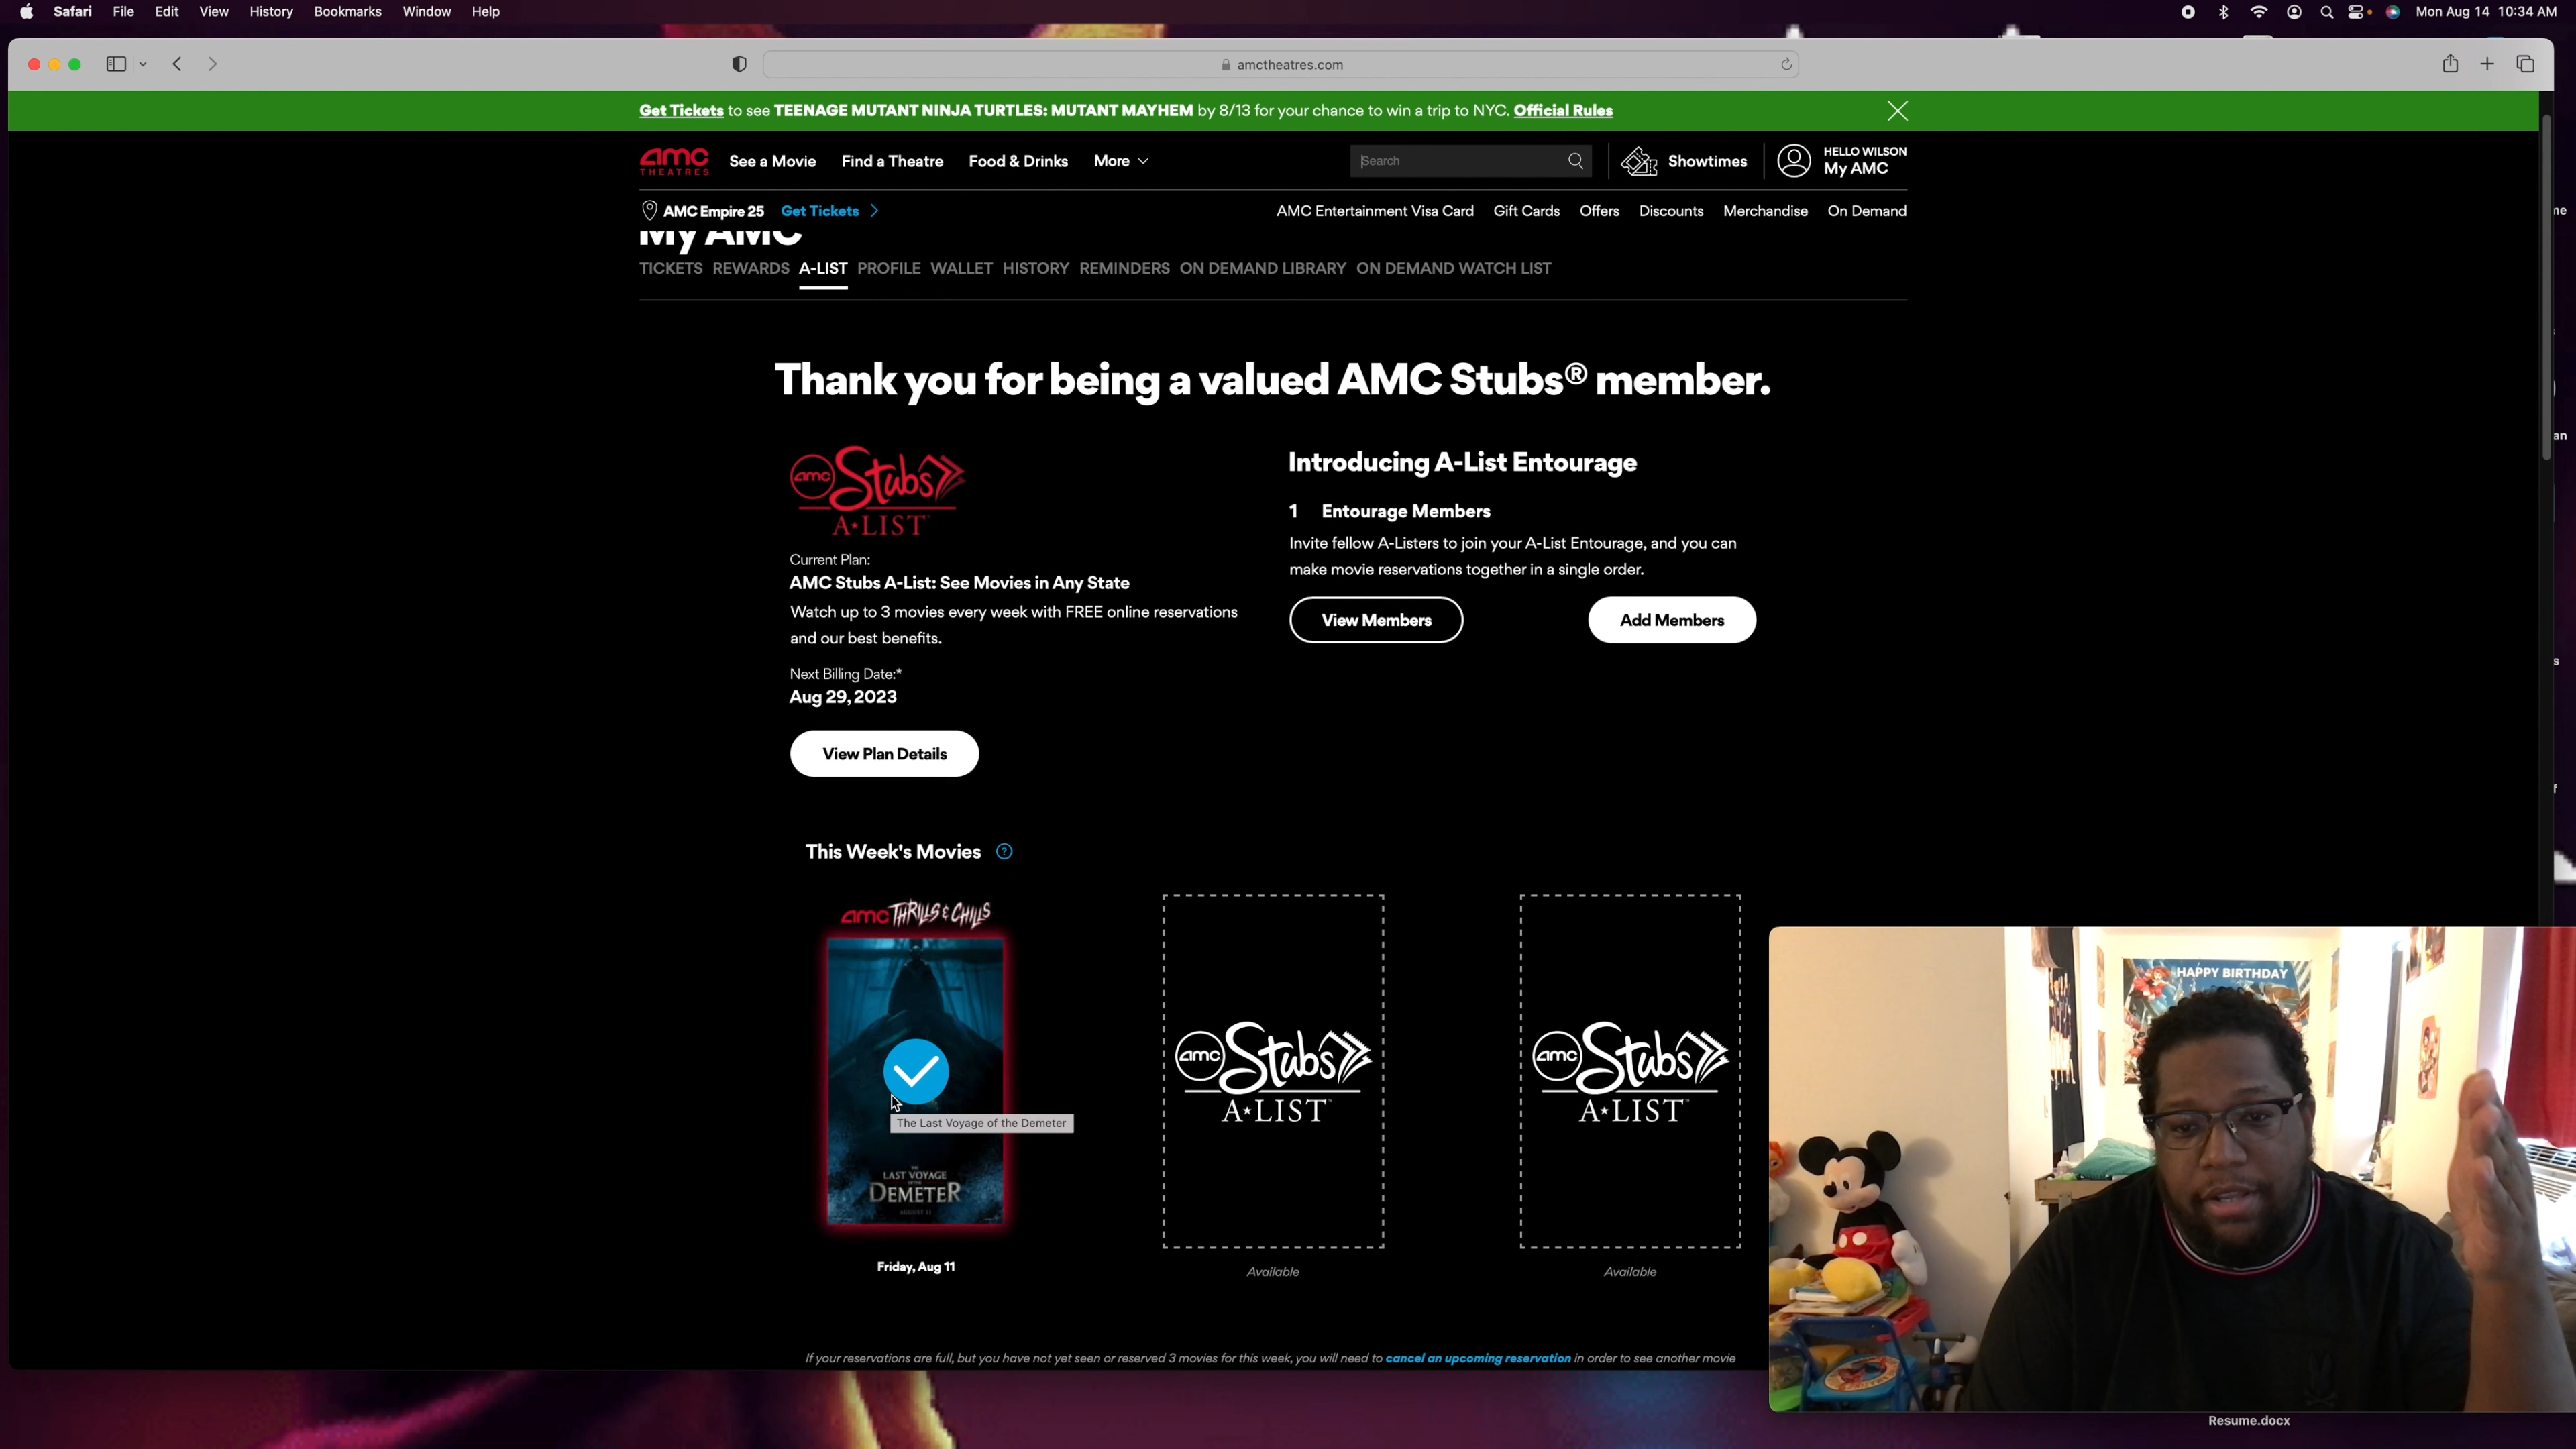 Safari File Edit View History Bookmarks Window Help Mon Aug 14 10:34 AM
amctheatres.com
Get Tickets to see TEENAGE MUTANT NINJA TURTLES: MUTANT MAYHEM by 8/13 for your chance to win a trip to NYC. Official Rules
amc THEATRES See a Movie Find a Theatre Food & Drinks More Search Showtimes HELLO WILSON My AMC
AMC Empire 25 Get Tickets AMC Entertainment Visa Card Gift Cards Offers Discounts Merchandise On Demand
My AMC
TICKETS REWARDS A-LIST PROFILE WALLET HISTORY REMINDERS ON DEMAND LIBRARY ON DEMAND WATCH LIST
Thank you for being a valued AMC Stubs® member.
amc Stubs
A★LIST™
Current Plan:
AMC Stubs A-List: See Movies in Any State
Watch up to 3 movies every week with FREE online reservations
and our best benefits.
Next Billing Date:*
Aug 29, 2023
View Plan Details
Introducing A-List Entourage
1 Entourage Members
Invite fellow A-Listers to join your A-List Entourage, and you can
make movie reservations together in a single order.
View Members Add Members
This Week's Movies ?
amc THRILLS & CHILLS
THE
LAST VOYAGE
OF THE
DEMETER
AUGUST 11
The Last Voyage of the Demeter
Friday, Aug 11
amc Stubs
A★LIST™
Available
amc Stubs
A★LIST™
Available
If your reservations are full, but you have not yet seen or reserved 3 movies for this week, you will need to cancel an upcoming reservation in order to see another movie
HAPPY BIRTHDAY
Resume.docx